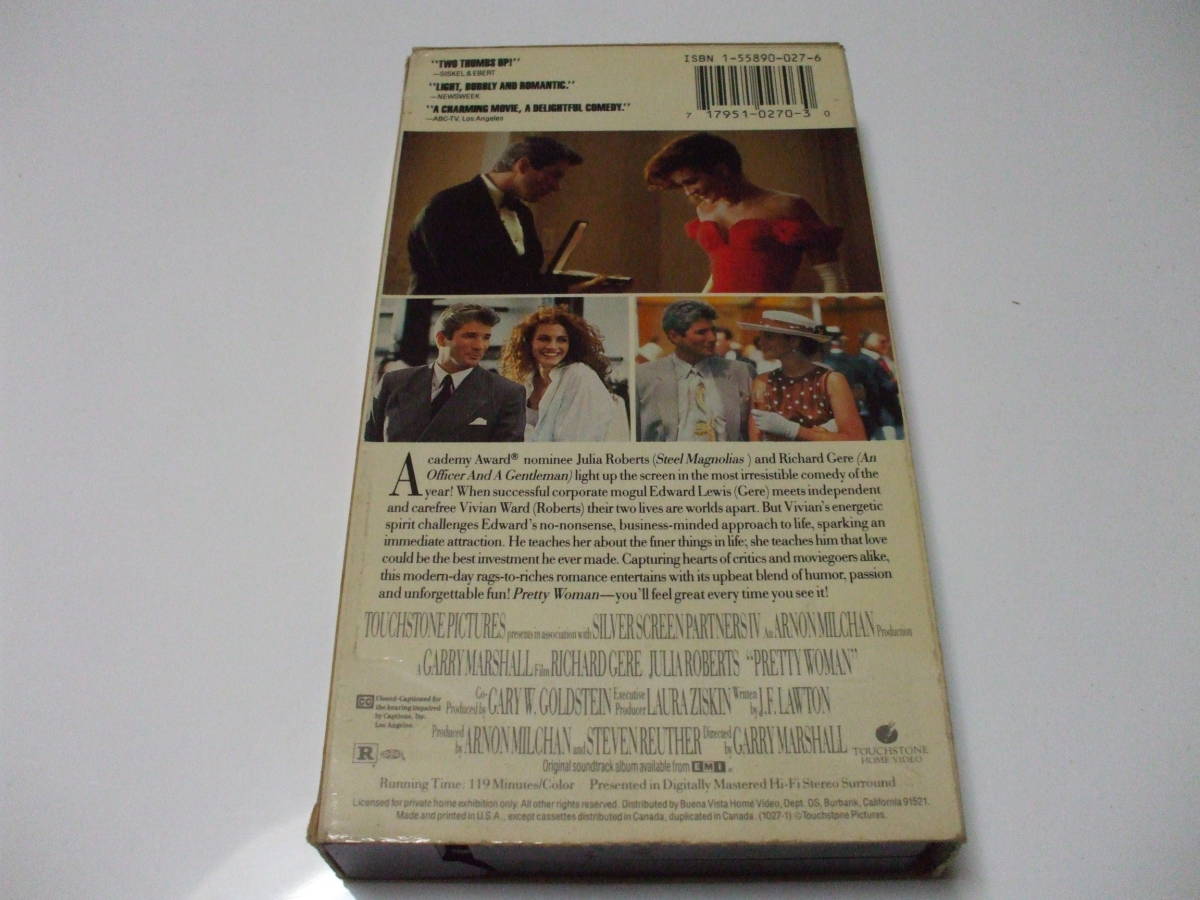 "TWO THUMBS UP!"
—SISKEL & EBERT
"LIGHT, BUBBLY AND ROMANTIC."
—NEWSWEEK
"A CHARMING MOVIE, A DELIGHTFUL COMEDY."
—ABC-TV, Los Angeles
ISBN 1-55890-027-6
7 17951-0270-3 0
Academy Award® nominee Julia Roberts (Steel Magnolias) and Richard Gere (An
Officer And A Gentleman) light up the screen in the most irresistible comedy of the
year! When successful corporate mogul Edward Lewis (Gere) meets independent
and carefree Vivian Ward (Roberts) their two lives are worlds apart. But Vivian's energetic
spirit challenges Edward's no-nonsense, business-minded approach to life, sparking an
immediate attraction. He teaches her about the finer things in life; she teaches him that love
could be the best investment he ever made. Capturing hearts of critics and moviegoers alike,
this modern-day rags-to-riches romance entertains with its upbeat blend of humor, passion
and unforgettable fun! Pretty Woman—you'll feel great every time you see it!
TOUCHSTONE PICTURES presents in association with SILVER SCREEN PARTNERS IV An ARNON MILCHAN Production
A GARRY MARSHALL Film RICHARD GERE JULIA ROBERTS "PRETTY WOMAN"
Co-Produced by GARY W. GOLDSTEIN Executive Producer LAURA ZISKIN Written by J.F. LAWTON
Produced by ARNON MILCHAN and STEVEN REUTHER Directed by GARRY MARSHALL
CC Closed-Captioned for
the hearing impaired
by Captions, Inc.
Los Angeles
R
TOUCHSTONE
HOME VIDEO
Original soundtrack album available from EMI
Running Time: 119 Minutes/Color Presented in Digitally Mastered Hi-Fi Stereo Surround
Licensed for private home exhibition only. All other rights reserved. Distributed by Buena Vista Home Video, Dept. DS, Burbank, California 91521.
Made and printed in U.S.A., except cassettes distributed in Canada, duplicated in Canada. (1027-1) ©Touchstone Pictures.